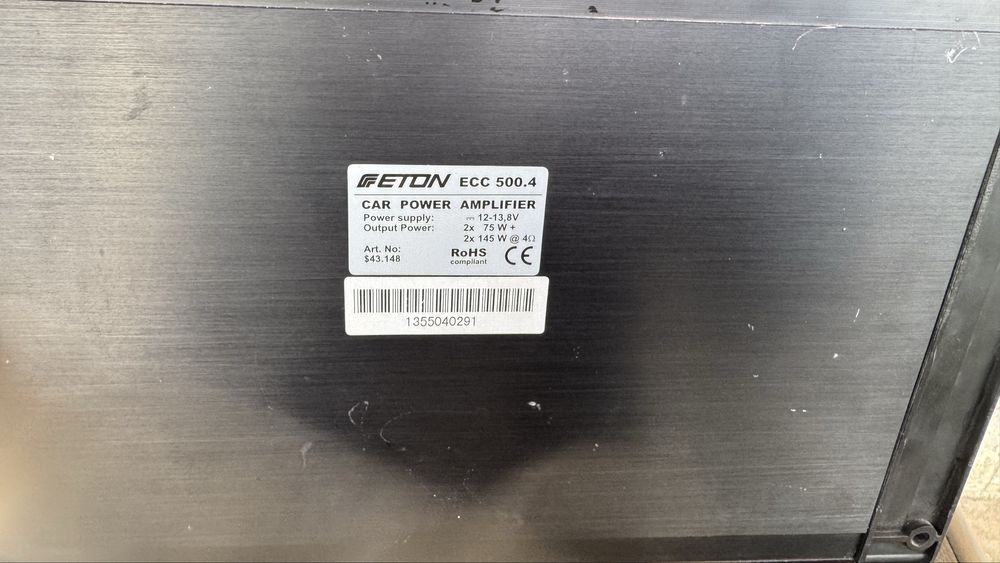 ETON ECC 500.4
CAR POWER AMPLIFIER
Power supply: ⎓ 12-13,8V
Output Power: 2x 75 W +
2x 145 W @ 4Ω
Art. No:
$43.148
RoHS
compliant
CE
1355040291